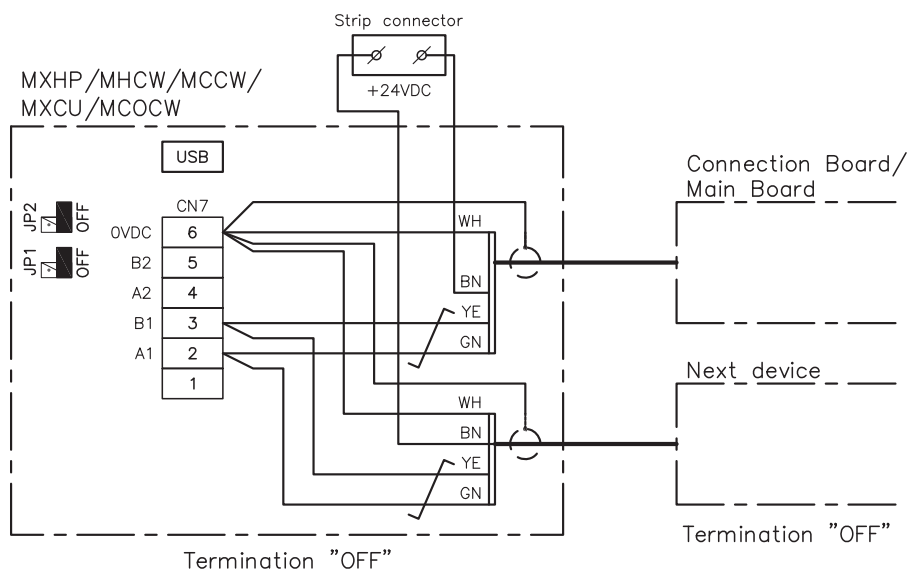 Strip connector
+24VDC
MXHP/MHCW/MCCW/
MXCU/MCOCW
USB
JP2
OFF
JP1
OFF
CN7
0VDC 6
B2 5
A2 4
B1 3
A1 2
1
WH
BN
YE
GN
Connection Board/
Main Board
WH
BN
YE
GN
Next device
Termination "OFF"
Termination "OFF"